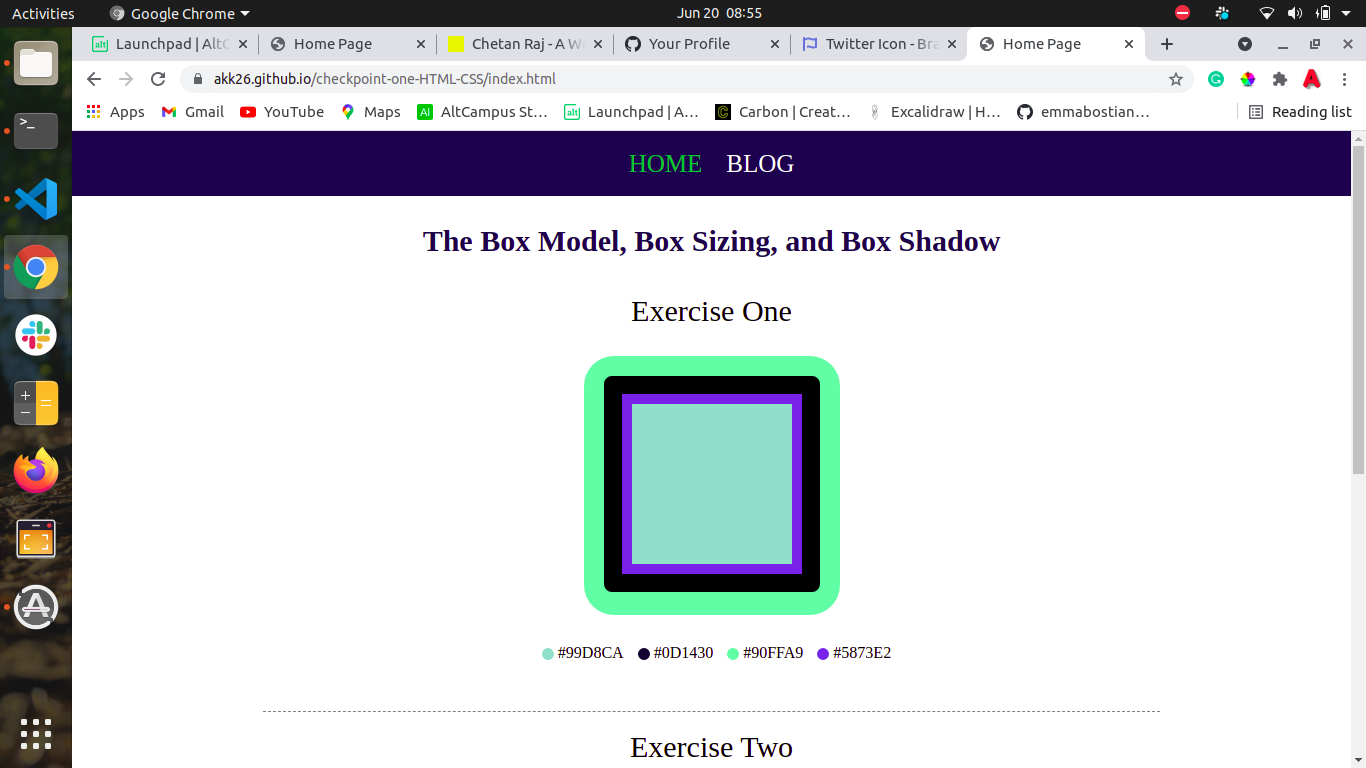 Activities Google Chrome Jun 20 08:55
Launchpad | AltC Home Page Chetan Raj - A W Your Profile Twitter Icon - Bra Home Page
akk26.github.io/checkpoint-one-HTML-CSS/index.html
Apps Gmail YouTube Maps AltCampus St… Launchpad | A… Carbon | Creat… Excalidraw | H… emmabostian… Reading list
HOME BLOG
The Box Model, Box Sizing, and Box Shadow
Exercise One
#99D8CA #0D1430 #90FFA9 #5873E2
Exercise Two